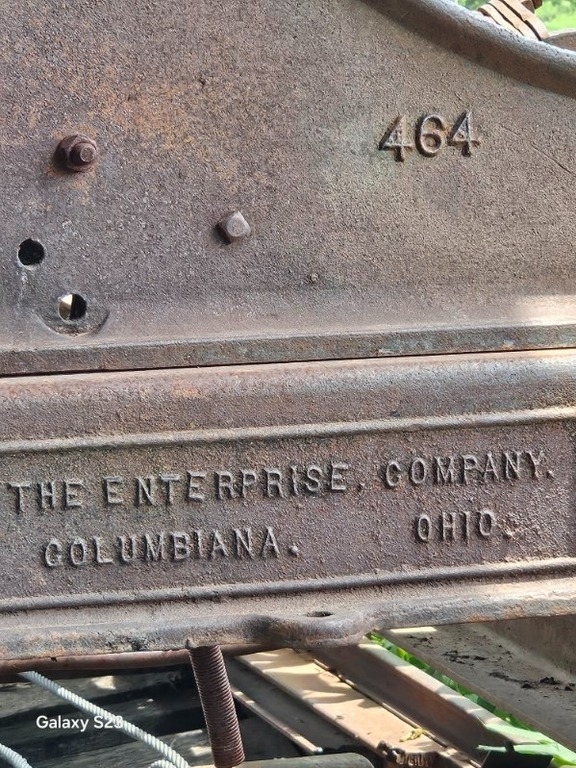 464
THE ENTERPRISE. COMPANY.
COLUMBIANA. OHIO.
Galaxy S23